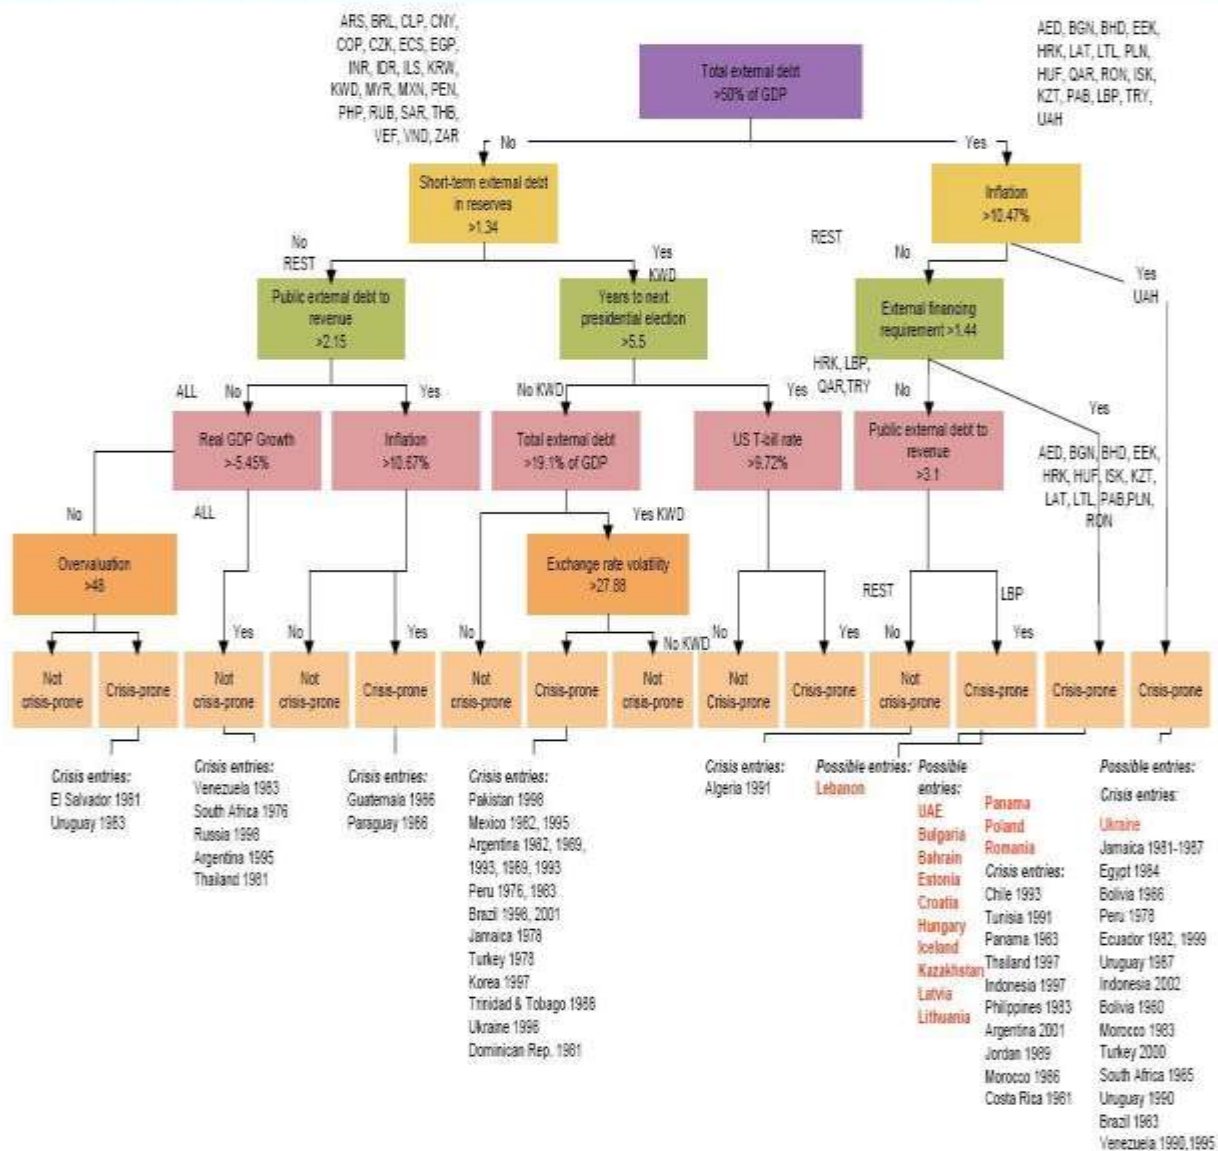 ARS, BRL, CLP, CNY,
COP, CZK, ECS, EGP,
INR, IDR, ILS, KRW,
KWD, MYR, MXN, PEN,
PHP, RUB, SAR, THB,
VEF, VND, ZAR
Total external debt
>50% of GDP
AED, BGN, BHD, EEK,
HRK, LAT, LTL, PLN,
HUF, QAR, RON, ISK,
KZT, PAB, LBP, TRY,
UAH
No
Yes
Short-term external debt
in reserves
>1.34
Inflation
>10.47%
No
REST
Yes
KWD
REST
No
Yes
UAH
Public external debt to
revenue
>2.15
Years to next
presidential election
>5.5
External financing
requirement >1.44
ALL
No
Yes
No KWD
Yes
HRK, LBP,
QAR,TRY
No
Yes
Real GDP Growth
>-5.45%
Inflation
>10.67%
Total external debt
>19.1% of GDP
US T-bill rate
>9.72%
Public external debt to
revenue
>3.1
AED, BGN, BHD, EEK,
HRK, HUF, ISK, KZT,
LAT, LTL, PAB,PLN,
RON
No
ALL
Yes KWD
Overvaluation
>48
Exchange rate volatility
>27.88
REST
LBP
Yes
No
Yes
No
No KWD
No
Yes
No
Yes
Not
crisis-prone
Crisis-prone
Not
crisis-prone
Not
crisis-prone
Crisis-prone
Not
crisis-prone
Crisis-prone
Not
crisis-prone
Not
Crisis-prone
Crisis-prone
Not
crisis-prone
Crisis-prone
Crisis-prone
Crisis-prone
Crisis entries:
El Salvador 1981
Uruguay 1983
Crisis entries:
Venezuela 1983
South Africa 1976
Russia 1998
Argentina 1995
Thailand 1981
Crisis entries:
Guatemala 1986
Paraguay 1986
Crisis entries:
Pakistan 1998
Mexico 1982, 1995
Argentina 1982, 1989,
1993, 1989, 1993
Peru 1976, 1983
Brazil 1998, 2001
Jamaica 1978
Turkey 1978
Korea 1997
Trinidad & Tobago 1988
Ukraine 1998
Dominican Rep. 1981
Crisis entries:
Algeria 1991
Possible entries:
Lebanon
Possible
entries:
UAE
Bulgaria
Bahrain
Estonia
Croatia
Hungary
Iceland
Kazakhstan
Latvia
Lithuania
Panama
Poland
Romania
Crisis entries:
Chile 1993
Tunisia 1991
Panama 1983
Thailand 1997
Indonesia 1997
Philippines 1983
Argentina 2001
Jordan 1989
Morocco 1986
Costa Rica 1981
Possible entries:
Crisis entries:
Ukraine
Jamaica 1981-1987
Egypt 1984
Bolivia 1986
Peru 1978
Ecuador 1982, 1999
Uruguay 1987
Indonesia 2002
Bolivia 1980
Morocco 1983
Turkey 2000
South Africa 1985
Uruguay 1990
Brazil 1983
Venezuela 1990,1995